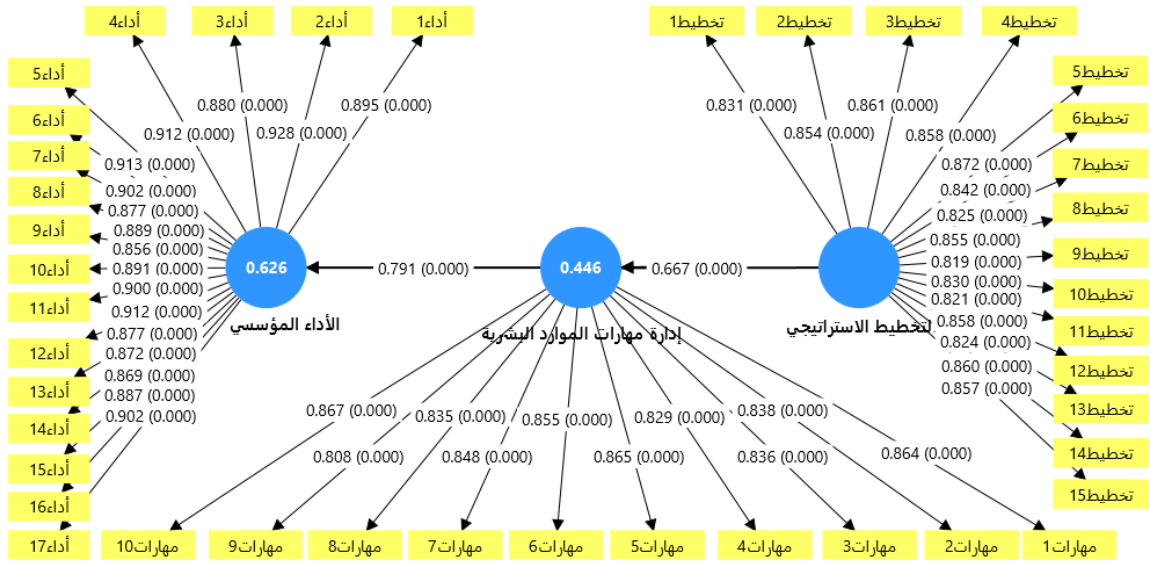 أداء4
أداء3
أداء2
أداء1
تخطيط1
تخطيط2
تخطيط3
تخطيط4
أداء5
أداء6
أداء7
أداء8
أداء9
أداء10
أداء11
أداء12
أداء13
أداء14
أداء15
أداء16
أداء17
تخطيط5
تخطيط6
تخطيط7
تخطيط8
تخطيط9
تخطيط10
تخطيط11
تخطيط12
تخطيط13
تخطيط14
تخطيط15
0.880 (0.000)
0.895 (0.000)
0.912 (0.000)
0.928 (0.000)
0.913 (0.000)
0.902 (0.000)
0.877 (0.000)
0.889 (0.000)
0.856 (0.000)
0.891 (0.000)
0.900 (0.000)
0.912 (0.000)
0.877 (0.000)
0.872 (0.000)
0.869 (0.000)
0.887 (0.000)
0.902 (0.000)
0.831 (0.000)
0.861 (0.000)
0.854 (0.000)
0.858 (0.000)
0.872 (0.000)
0.842 (0.000)
0.825 (0.000)
0.855 (0.000)
0.819 (0.000)
0.830 (0.000)
0.821 (0.000)
0.858 (0.000)
0.824 (0.000)
0.860 (0.000)
0.857 (0.000)
0.626
0.791 (0.000)
0.446
0.667 (0.000)
الأداء المؤسسي
إدارة مهارات الموارد البشرية
لتخطيط الاستراتيجي
0.867 (0.000)
0.835 (0.000)
0.855 (0.000)
0.829 (0.000)
0.838 (0.000)
0.808 (0.000)
0.848 (0.000)
0.865 (0.000)
0.836 (0.000)
0.864 (0.000)
مهارات10
مهارات9
مهارات8
مهارات7
مهارات6
مهارات5
مهارات4
مهارات3
مهارات2
مهارات1